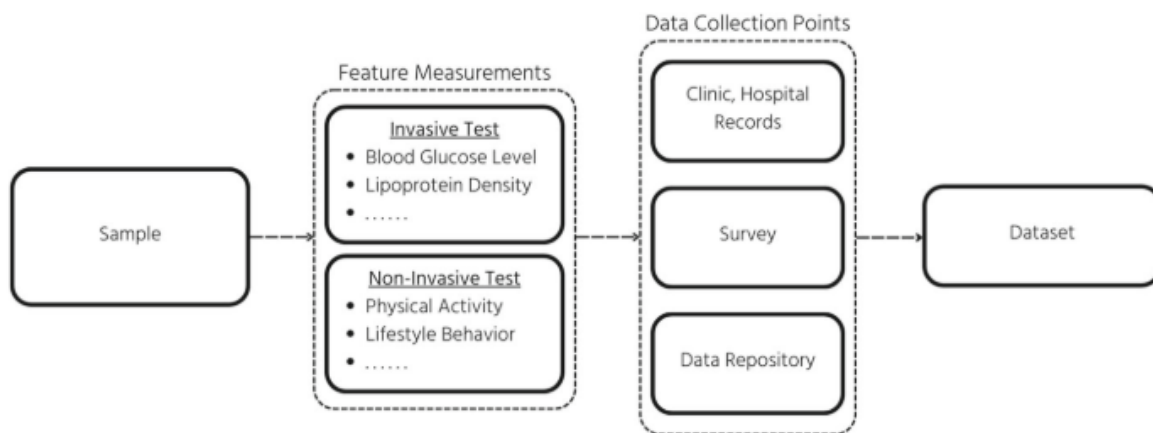 Data Collection Points
Feature Measurements
Sample
Invasive Test
• Blood Glucose Level
• Lipoprotein Density
• ......
Non-Invasive Test
• Physical Activity
• Lifestyle Behavior
• ......
Clinic, Hospital
Records
Survey
Data Repository
Dataset